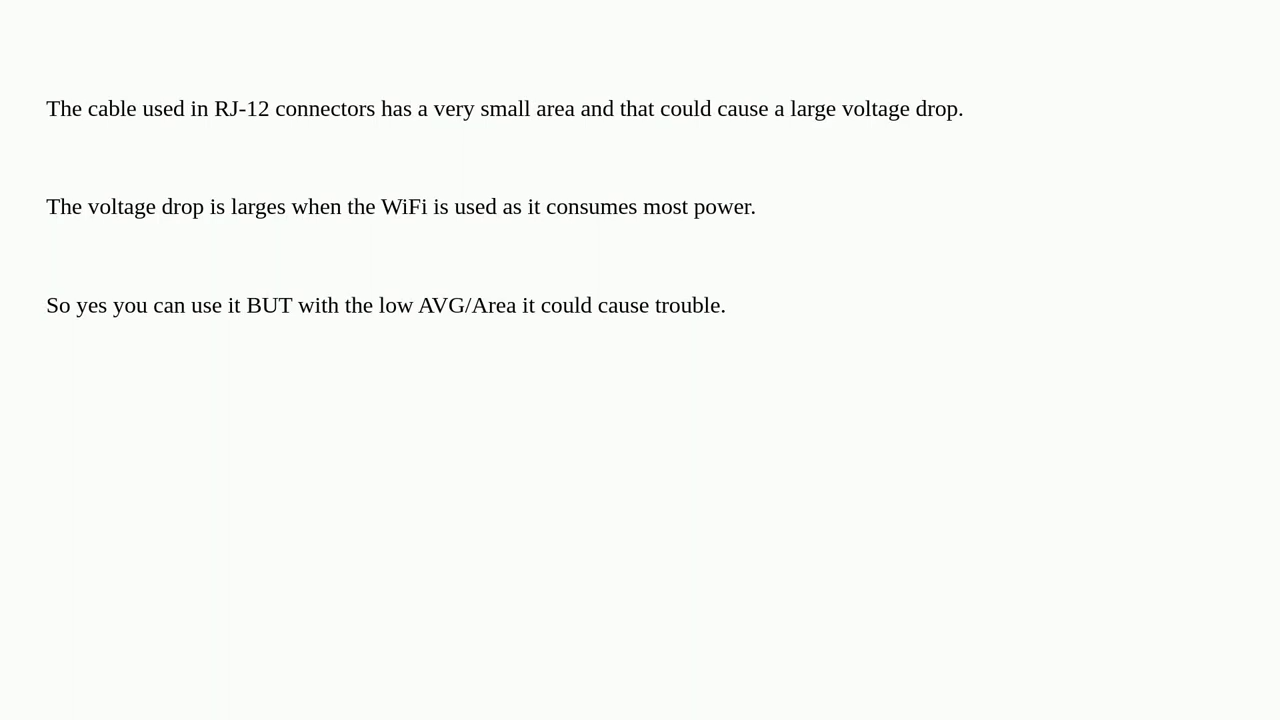 The cable used in RJ-12 connectors has a very small area and that could cause a large voltage drop.
The voltage drop is larges when the WiFi is used as it consumes most power.
So yes you can use it BUT with the low AVG/Area it could cause trouble.